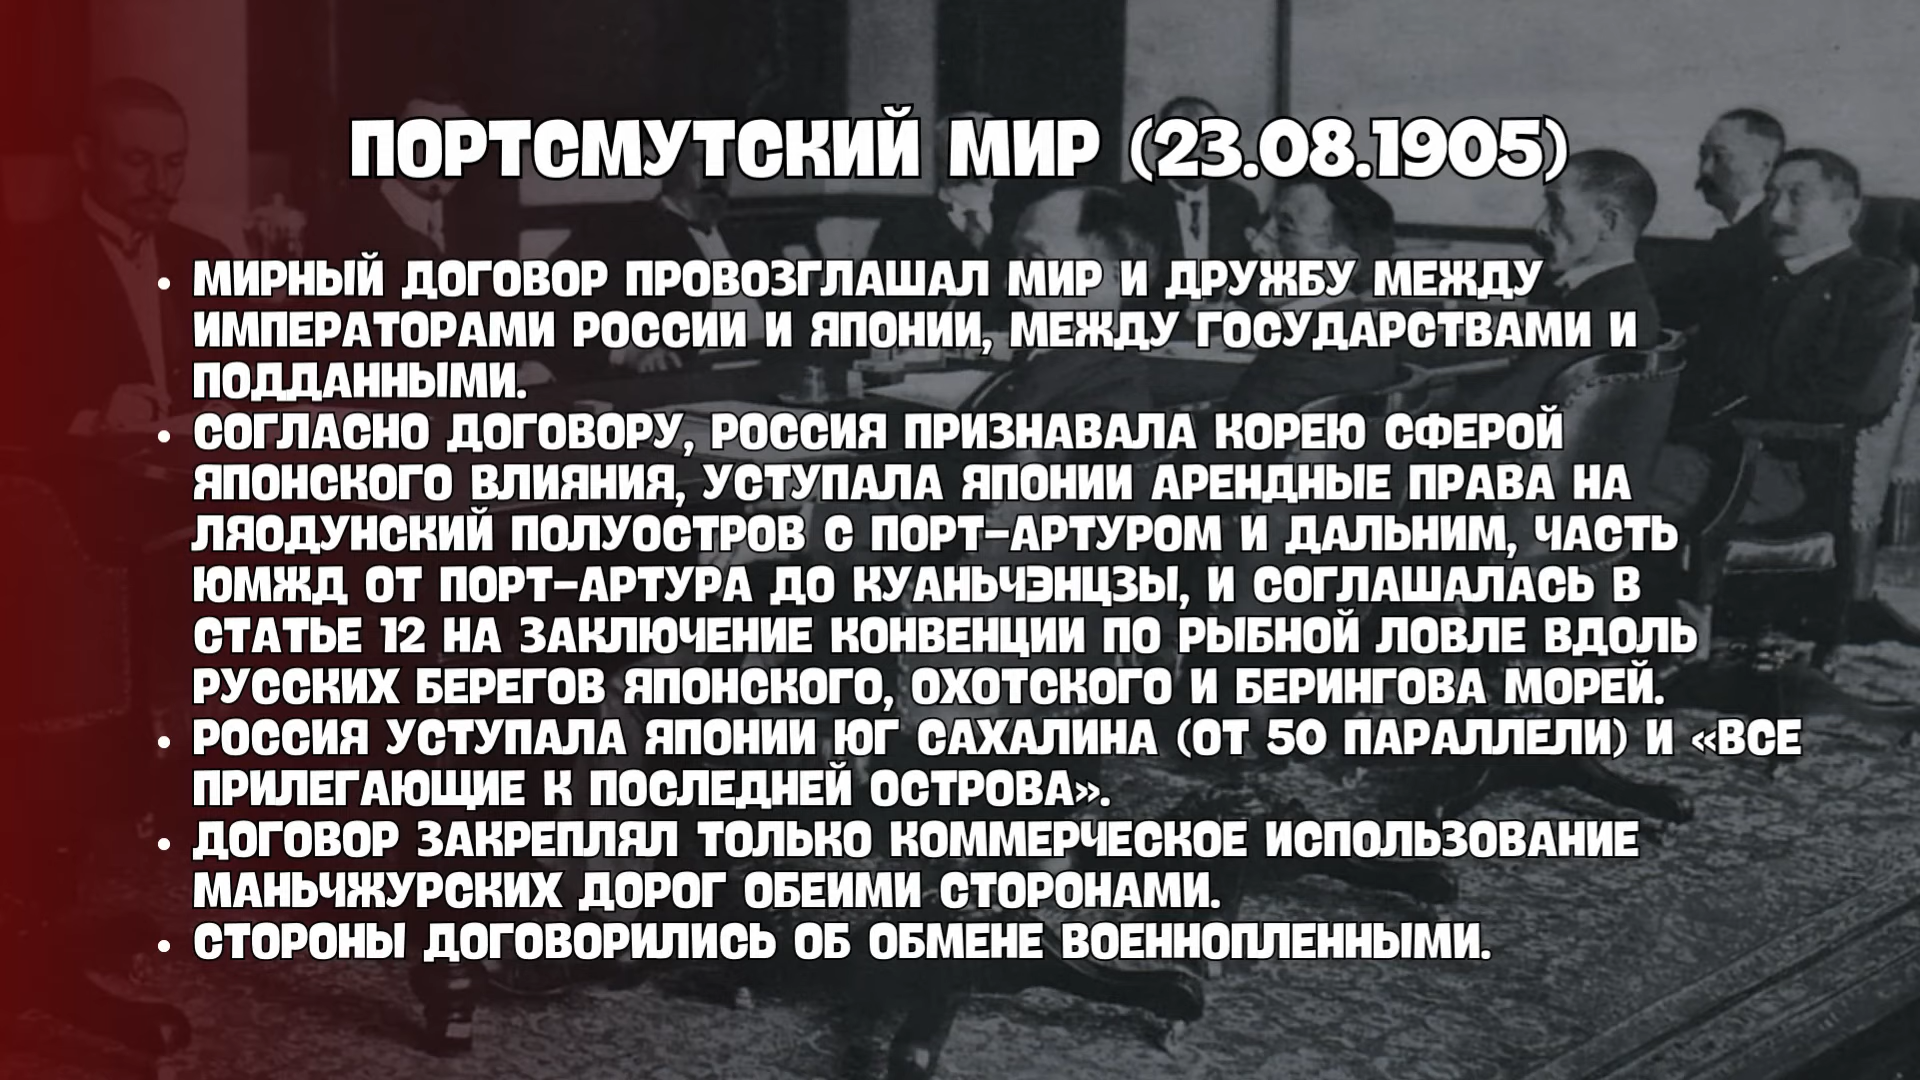 ПОРТСМУТСКИЙ МИР (23.08.1905)
• МИРНЫЙ ДОГОВОР ПРОВОЗГЛАШАЛ МИР И ДРУЖБУ МЕЖДУ
ИМПЕРАТОРАМИ РОССИИ И ЯПОНИИ, МЕЖДУ ГОСУДАРСТВАМИ И
ПОДДАННЫМИ.
• СОГЛАСНО ДОГОВОРУ, РОССИЯ ПРИЗНАВАЛА КОРЕЮ СФЕРОЙ
ЯПОНСКОГО ВЛИЯНИЯ, УСТУПАЛА ЯПОНИИ АРЕНДНЫЕ ПРАВА НА
ЛЯОДУНСКИЙ ПОЛУОСТРОВ С ПОРТ-АРТУРОМ И ДАЛЬНИМ, ЧАСТЬ
ЮМЖД ОТ ПОРТ-АРТУРА ДО КУАНЬЧЭНЦЗЫ, И СОГЛАШАЛАСЬ В
СТАТЬЕ 12 НА ЗАКЛЮЧЕНИЕ КОНВЕНЦИИ ПО РЫБНОЙ ЛОВЛЕ ВДОЛЬ
РУССКИХ БЕРЕГОВ ЯПОНСКОГО, ОХОТСКОГО И БЕРИНГОВА МОРЕЙ.
• РОССИЯ УСТУПАЛА ЯПОНИИ ЮГ САХАЛИНА (ОТ 50 ПАРАЛЛЕЛИ) И «ВСЕ
ПРИЛЕГАЮЩИЕ К ПОСЛЕДНЕЙ ОСТРОВА».
• ДОГОВОР ЗАКРЕПЛЯЛ ТОЛЬКО КОММЕРЧЕСКОЕ ИСПОЛЬЗОВАНИЕ
МАНЬЧЖУРСКИХ ДОРОГ ОБЕИМИ СТОРОНАМИ.
• СТОРОНЫ ДОГОВОРИЛИСЬ ОБ ОБМЕНЕ ВОЕННОПЛЕННЫМИ.